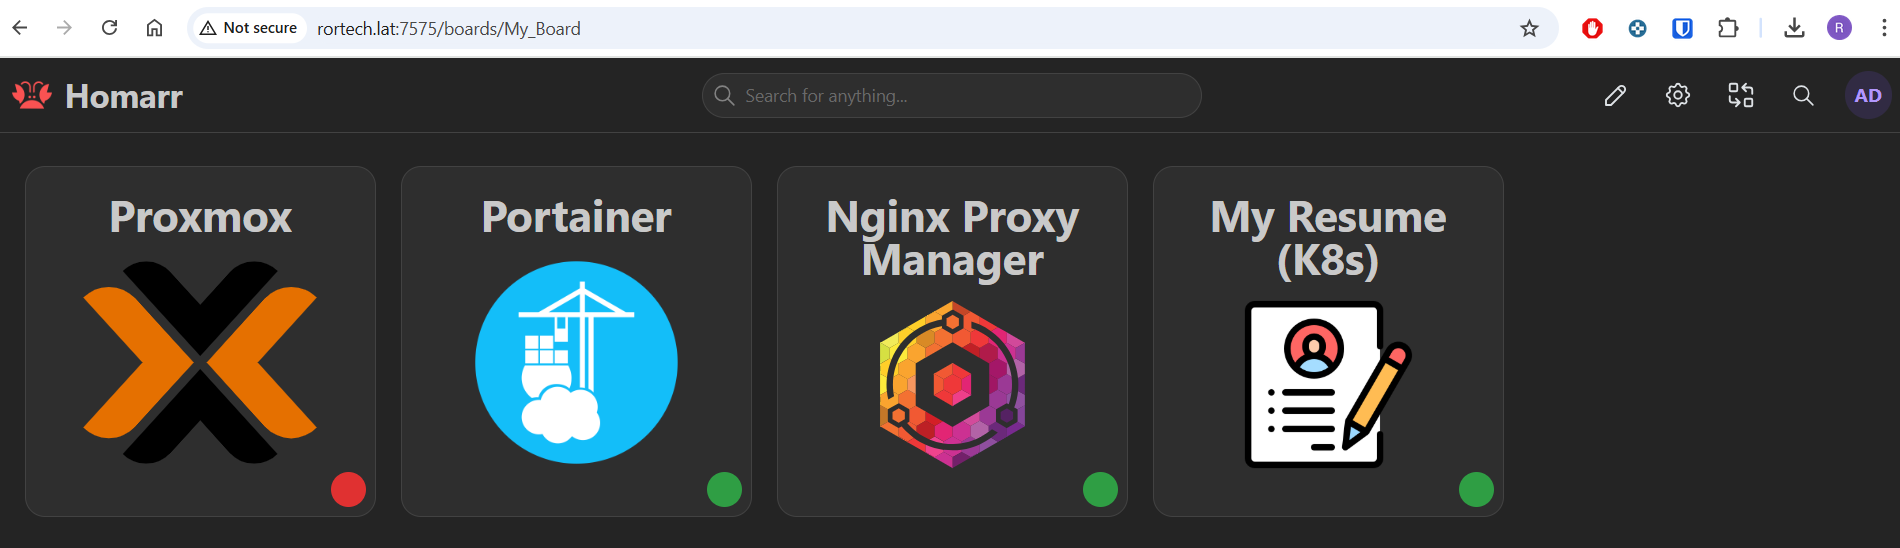 Not secure
rortech.lat:7575/boards/My_Board
R
Homarr
Search for anything...
AD
Proxmox
Portainer
Nginx Proxy
Manager
My Resume
(K8s)